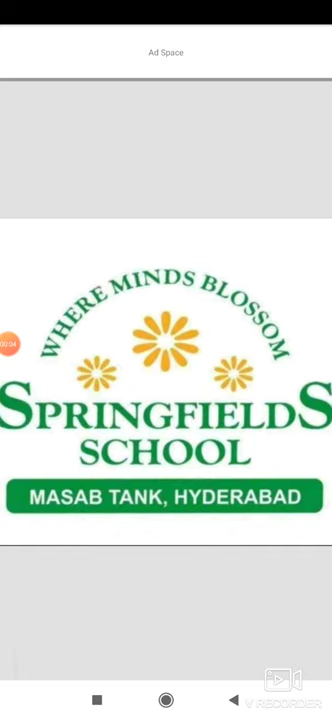 Ad Space
WHERE MINDS BLOSSOM
00:04
SPRINGFIELDS
SCHOOL
MASAB TANK, HYDERABAD
V RECORDER